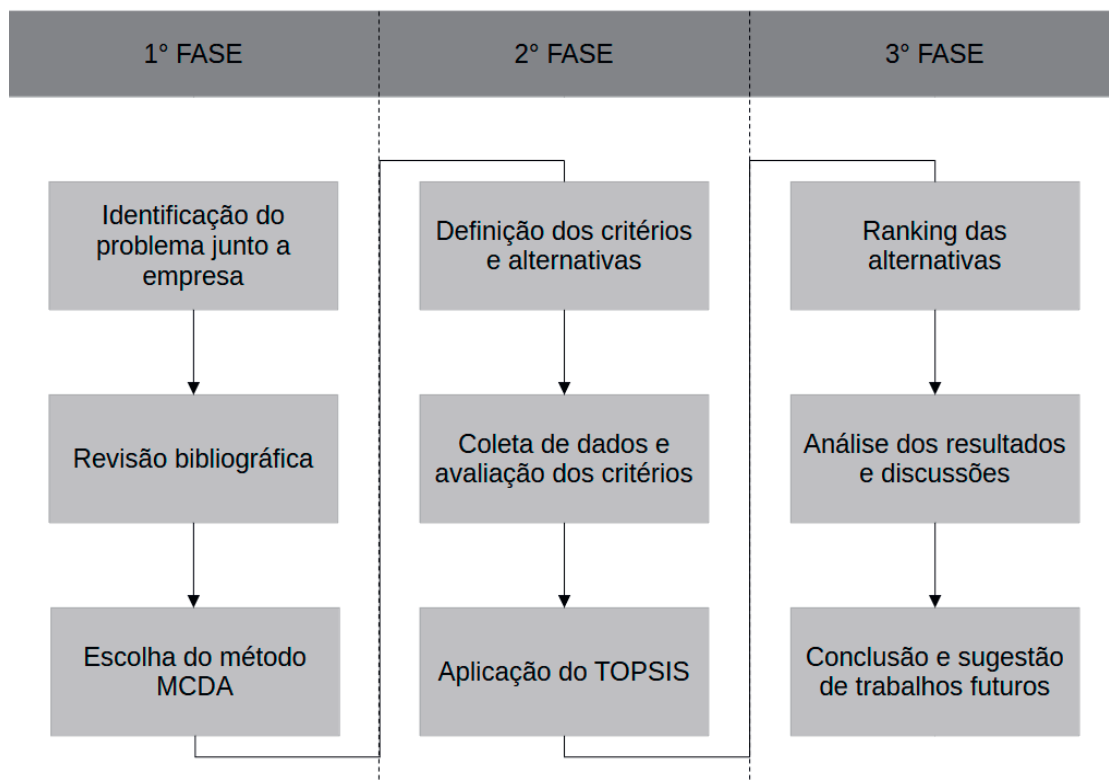 1° FASE
2° FASE
3° FASE
Identificação do
problema junto a
empresa
Revisão bibliográfica
Escolha do método
MCDA
Definição dos critérios
e alternativas
Coleta de dados e
avaliação dos critérios
Aplicação do TOPSIS
Ranking das
alternativas
Análise dos resultados
e discussões
Conclusão e sugestão
de trabalhos futuros